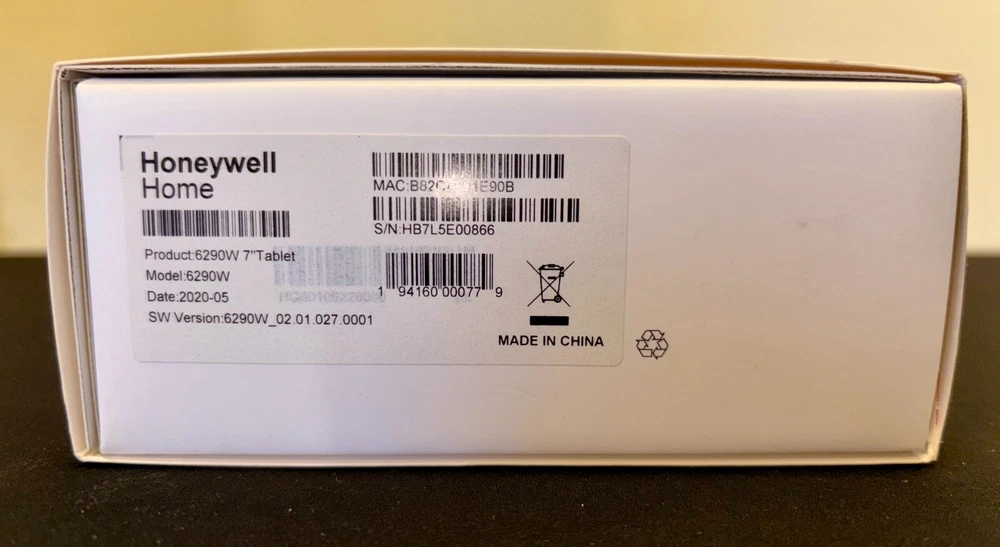 Honeywell
Home
S/N:HB7L5E00866
Product:6290W 7"Tablet
Model:6290W
Date:2020-05
SW Version:6290W_02.01.027.0001
1 94160 00077 9
MADE IN CHINA